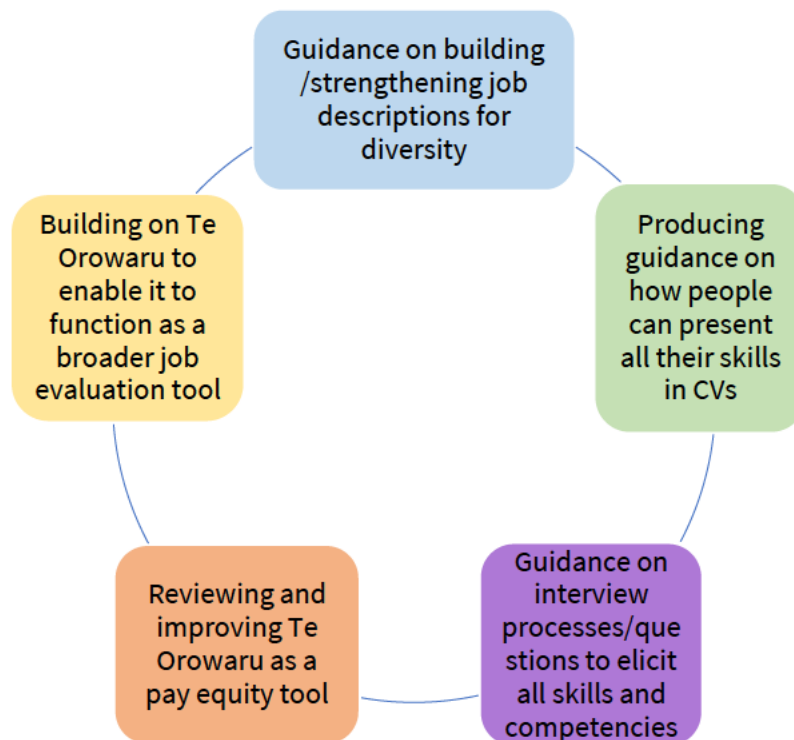 Guidance on building
/strengthening job
descriptions for
diversity
Producing
guidance on
how people
can present
all their skills
in CVs
Guidance on
interview
processes/que
stions to elicit
all skills and
competencies
Reviewing and
improving Te
Orowaru as a
pay equity tool
Building on Te
Orowaru to
enable it to
function as a
broader job
evaluation tool